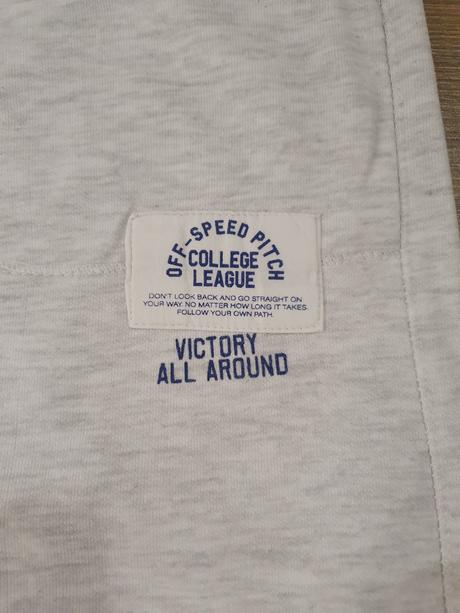 OFF-SPEED PITCH
COLLEGE
LEAGUE
DON'T LOOK BACK AND GO STRAIGHT ON
YOUR WAY. NO MATTER HOW LONG IT TAKES.
FOLLOW YOUR OWN PATH.
VICTORY
ALL AROUND